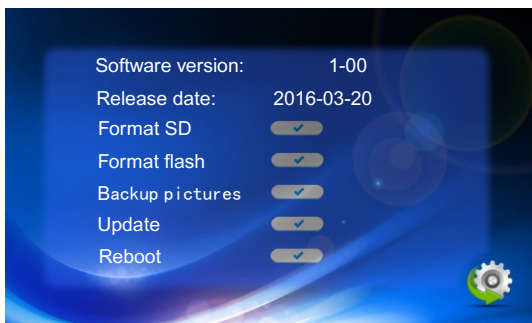 Software version: 1-00
Release date: 2016-03-20
Format SD
Format flash
Backup pictures
Update
Reboot